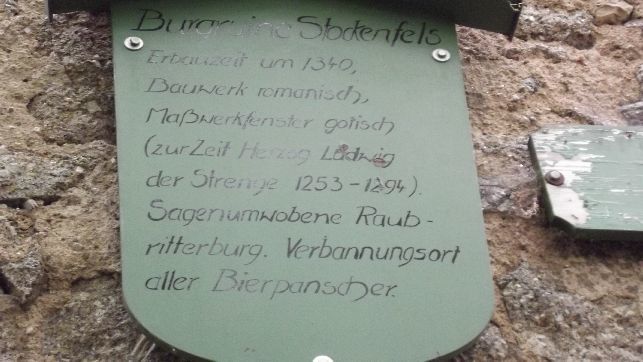 Burgruine Stockenfels
Erbauzeit um 1340,
Bauwerk romanisch,
Maßwerkfenster gotisch
(zur Zeit Herzog Ludwig
der Strenge 1253-1294).
Sagenumwobene Raub-
ritterburg. Verbannungsort
aller Bierpanscher.